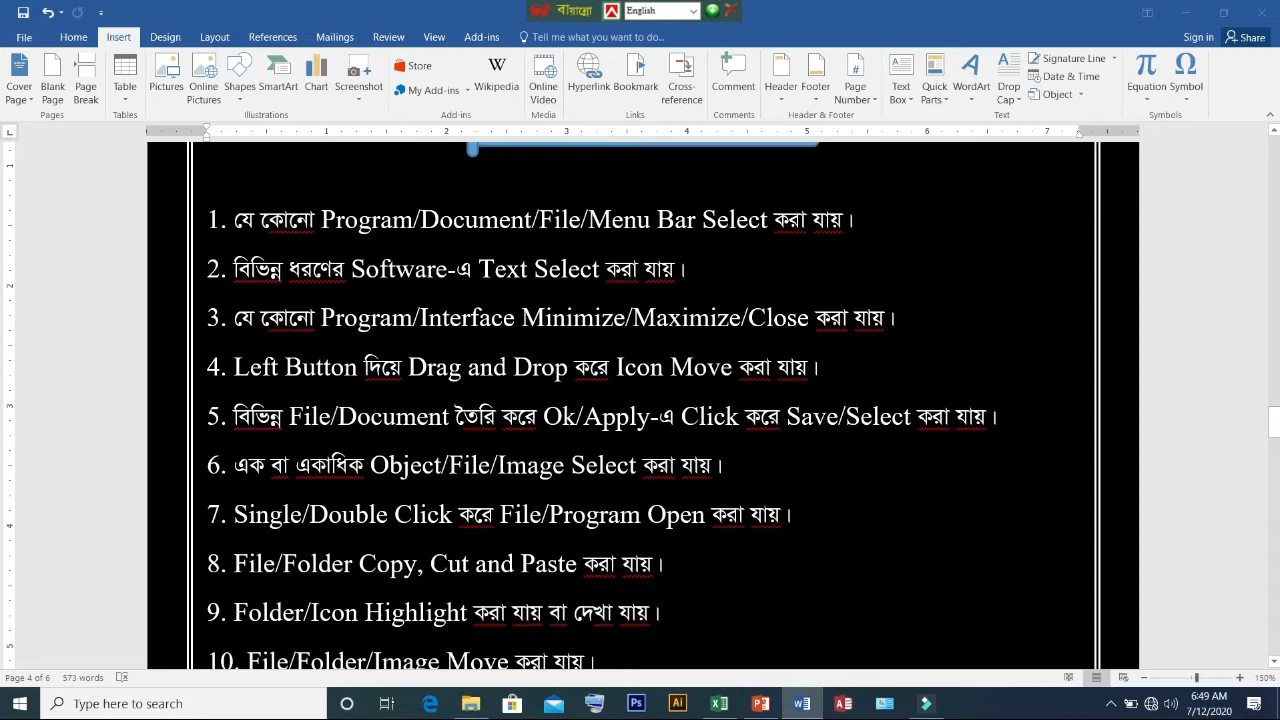 বায়ান্নো English
File Home Insert Design Layout References Mailings Review View Add-ins Tell me what you want to do... Sign in Share
Cover Page Blank Page Page Break Table Pictures Online Pictures Shapes SmartArt Chart Screenshot Store My Add-ins Wikipedia Online Video Hyperlink Bookmark Cross-reference Comment Header Footer Page Number Text Box Quick Parts WordArt Drop Cap Signature Line Date & Time Object Equation Symbol
Pages Tables Illustrations Add-ins Media Links Comments Header & Footer Text Symbols
L
1 2 3 4 5 6 7
1. যে কোনো Program/Document/File/Menu Bar Select করা যায়।
2. বিভিন্ন ধরণের Software-এ Text Select করা যায়।
3. যে কোনো Program/Interface Minimize/Maximize/Close করা যায়।
4. Left Button দিয়ে Drag and Drop করে Icon Move করা যায়।
5. বিভিন্ন File/Document তৈরি করে Ok/Apply-এ Click করে Save/Select করা যায়।
6. এক বা একাধিক Object/File/Image Select করা যায়।
7. Single/Double Click করে File/Program Open করা যায়।
8. File/Folder Copy, Cut and Paste করা যায়।
9. Folder/Icon Highlight করা যায় বা দেখা যায়।
10. File/Folder/Image Move করা যায়।
Page 4 of 6 573 words 150%
Type here to search 6:49 AM
7/12/2020